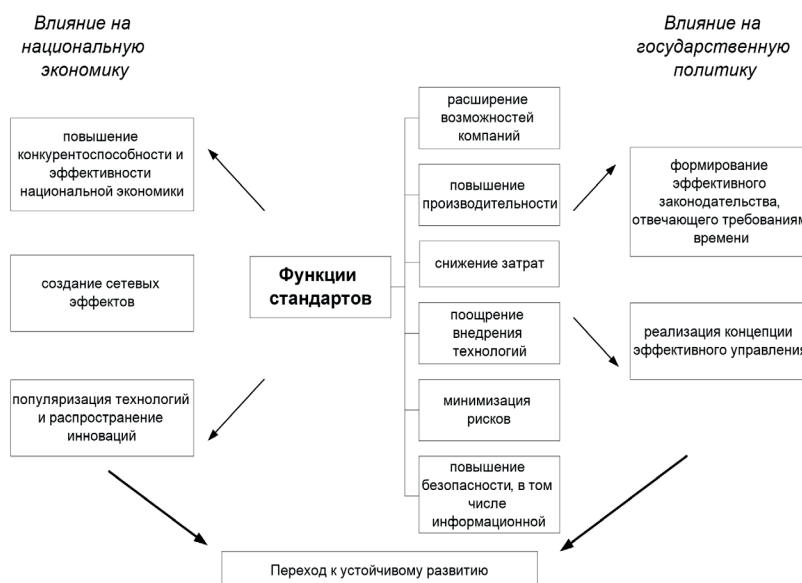 Влияние на
национальную
экономику
повышение
конкурентоспособности и
эффективности
национальной экономики
создание сетевых
эффектов
популяризация технологий
и распространение
инноваций
Функции
стандартов
расширение
возможностей
компаний
повышение
производительности
снижение затрат
поощрение
внедрения
технологий
минимизация
рисков
повышение
безопасности, в том
числе
информационной
Влияние на
государственную
политику
формирование
эффективного
законодательства,
отвечающего требованиям
времени
реализация концепции
эффективного управления
Переход к устойчивому развитию